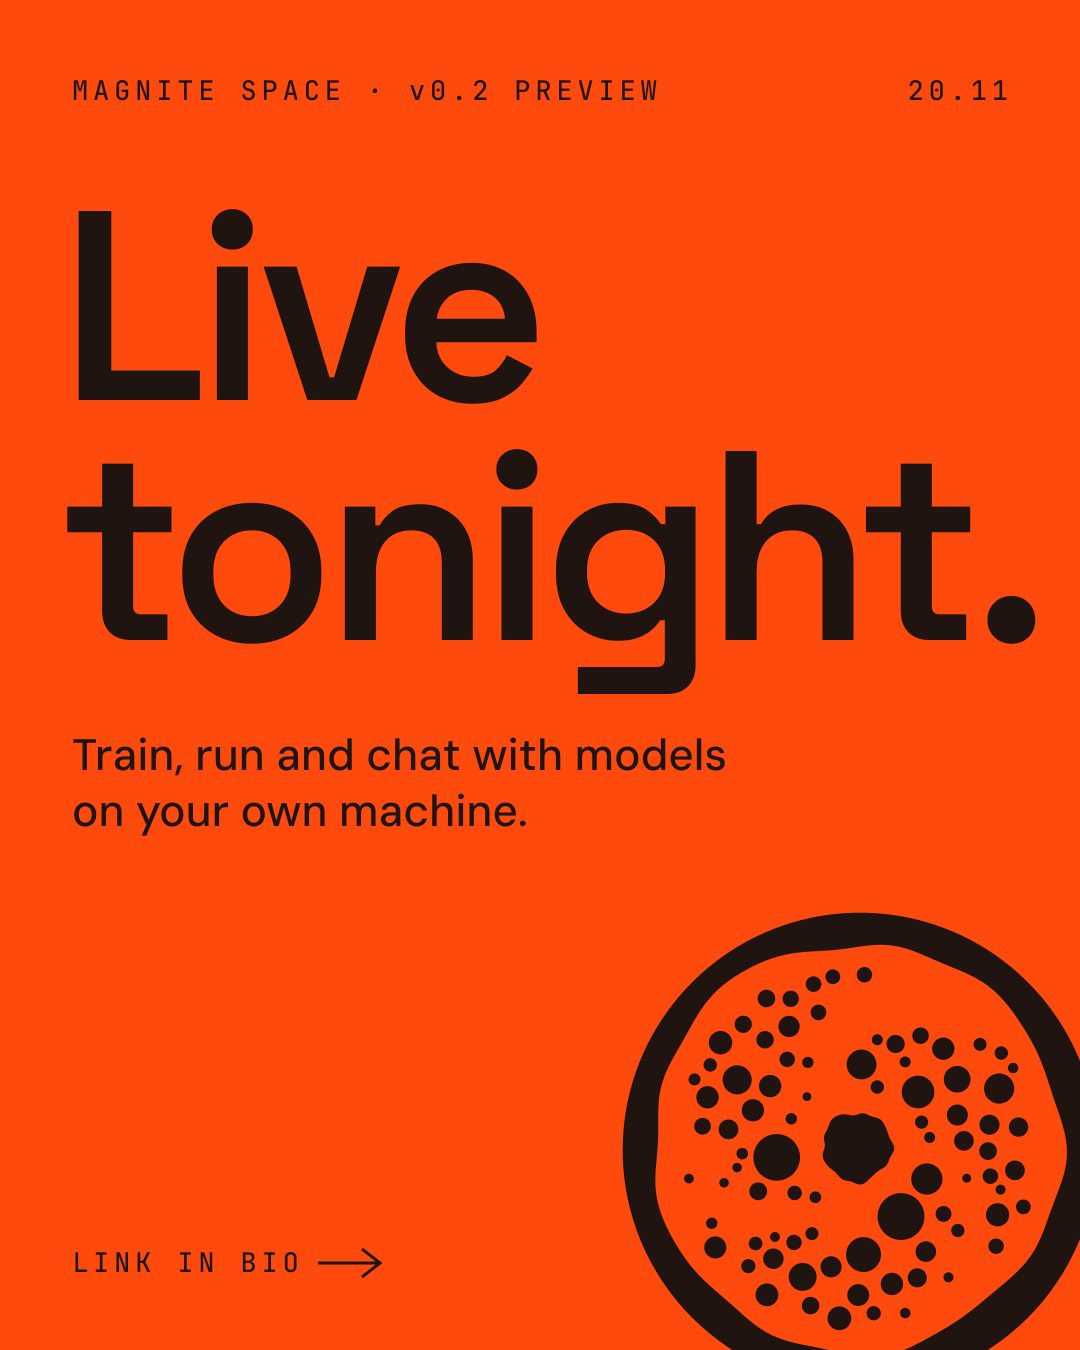 MAGNITE SPACE · v0.2 PREVIEW 20.11
Live
tonight.
Train, run and chat with models
on your own machine.
LINK IN BIO →